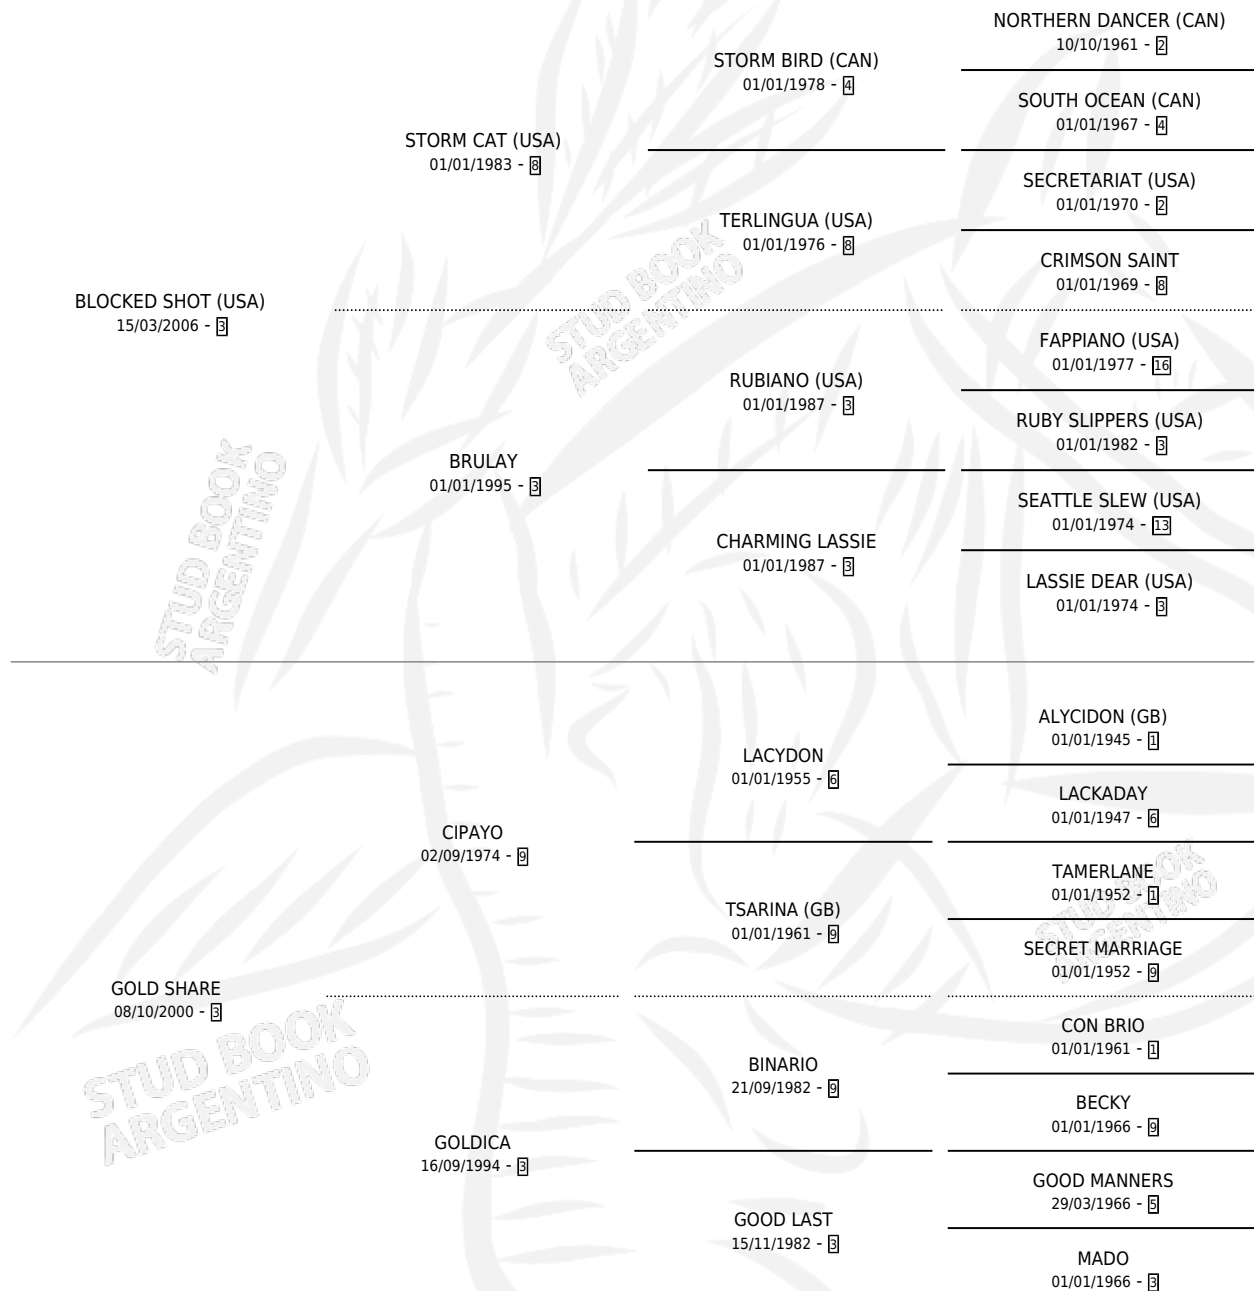 NORTHERN DANCER (CAN)
10/10/1961 - 2
STORM BIRD (CAN)
01/01/1978 - 4
SOUTH OCEAN (CAN)
01/01/1967 - 4
STORM CAT (USA)
01/01/1983 - 8
SECRETARIAT (USA)
01/01/1970 - 2
TERLINGUA (USA)
01/01/1976 - 8
CRIMSON SAINT
01/01/1969 - 8
STUD BOOK
ARGENTINO
BLOCKED SHOT (USA)
15/03/2006 - 3
FAPPIANO (USA)
01/01/1977 - 16
RUBIANO (USA)
01/01/1987 - 3
RUBY SLIPPERS (USA)
01/01/1982 - 3
BRULAY
01/01/1995 - 3
SEATTLE SLEW (USA)
01/01/1974 - 13
CHARMING LASSIE
01/01/1987 - 3
LASSIE DEAR (USA)
01/01/1974 - 3
STUD BOOK
ARGENTINO
ALYCIDON (GB)
01/01/1945 - 1
LACYDON
01/01/1955 - 6
LACKADAY
01/01/1947 - 6
CIPAYO
02/09/1974 - 9
TAMERLANE
01/01/1952 - 1
TSARINA (GB)
01/01/1961 - 9
SECRET MARRIAGE
01/01/1952 - 9
STUD BOOK
ARGENTINO
GOLD SHARE
08/10/2000 - 3
CON BRIO
01/01/1961 - 1
BINARIO
21/09/1982 - 9
BECKY
01/01/1966 - 9
STUD BOOK
ARGENTINO
GOLDICA
16/09/1994 - 3
GOOD MANNERS
29/03/1966 - 5
GOOD LAST
15/11/1982 - 3
MADO
01/01/1966 - 3